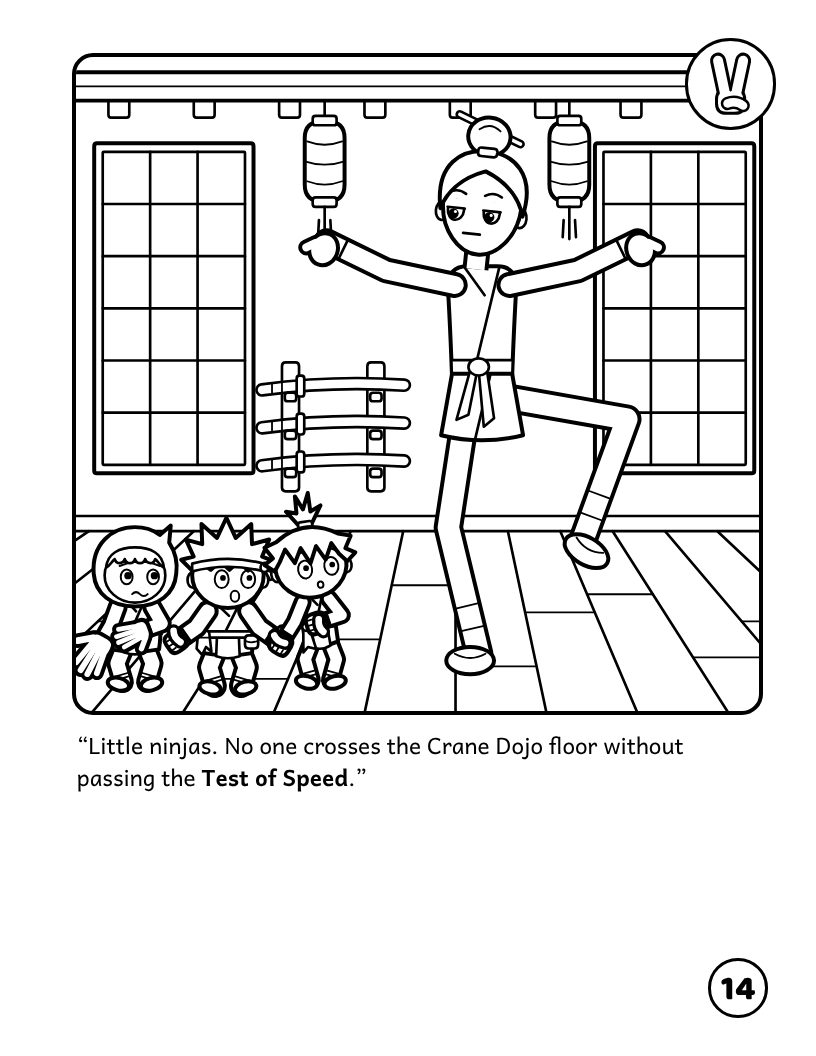 “Little ninjas. No one crosses the Crane Dojo floor without
passing the Test of Speed.”
14